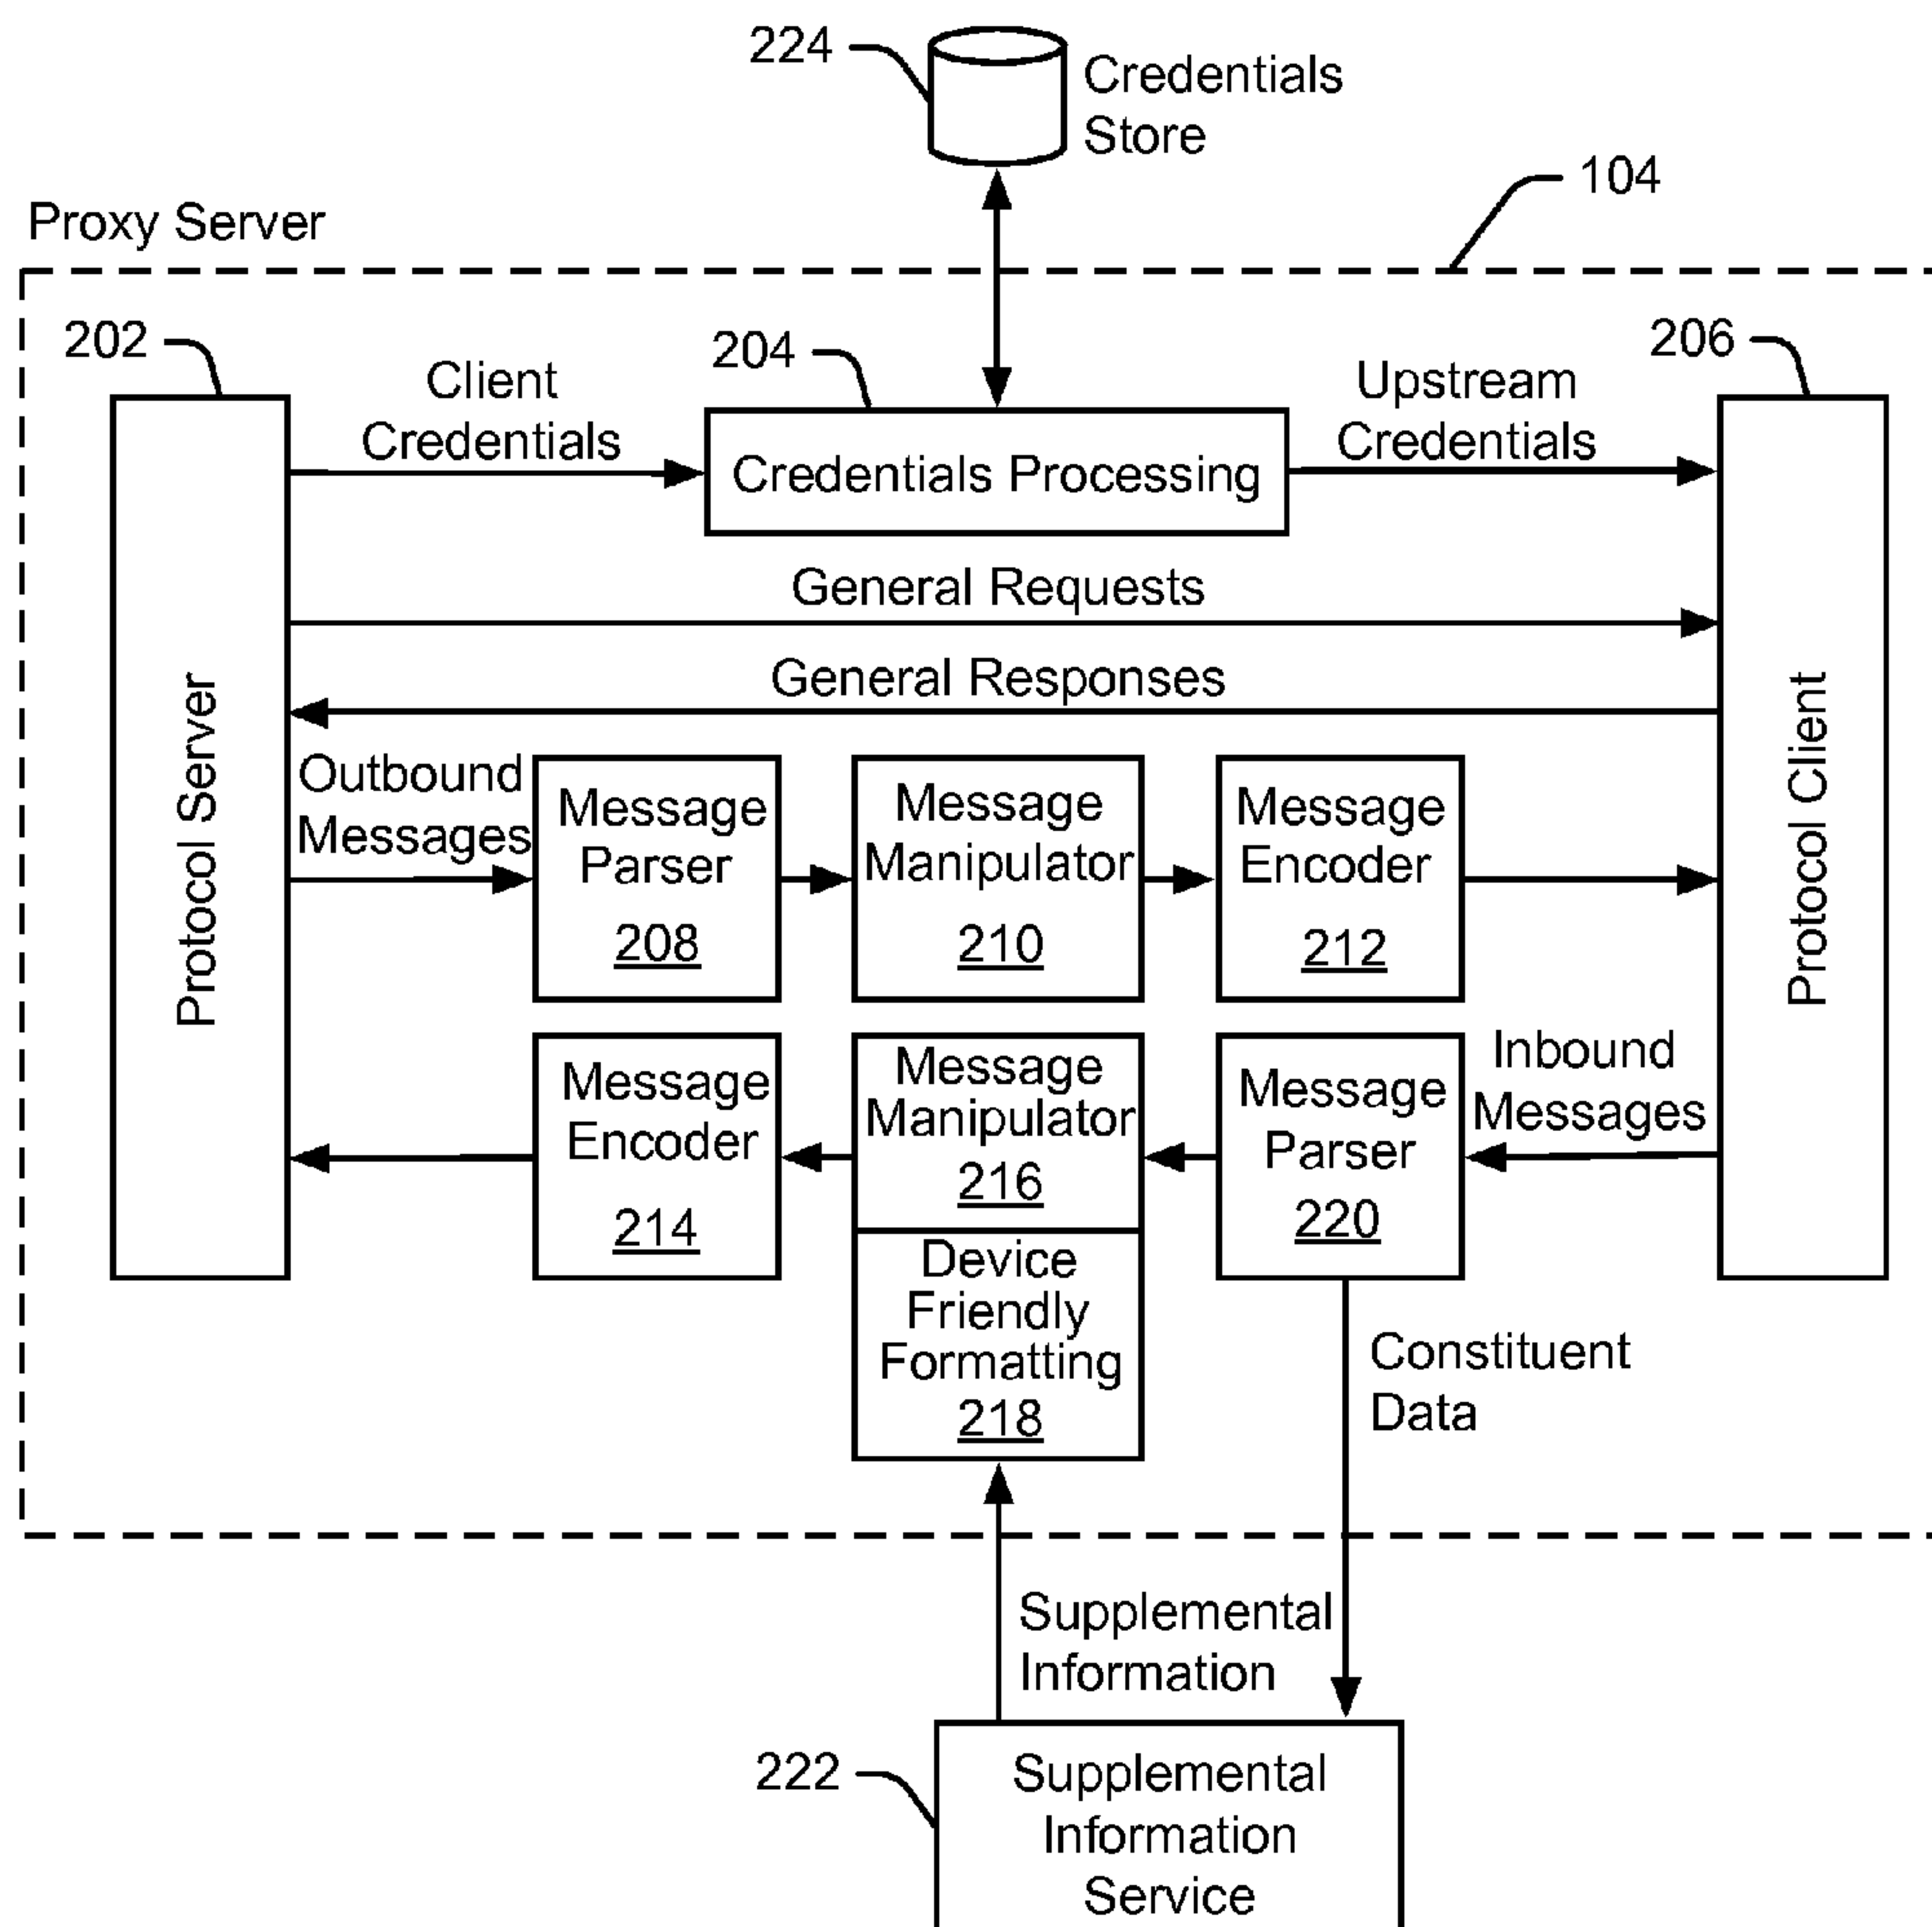 224
Credentials
Store
104
Proxy Server
202
204
206
Client
Credentials
Upstream
Credentials
Credentials Processing
General Requests
General Responses
Protocol Server
Protocol Client
Outbound
Messages
Message
Parser
208
Message
Manipulator
210
Message
Encoder
212
Message
Encoder
214
Message
Manipulator
216
Device
Friendly
Formatting
218
Message
Parser
220
Inbound
Messages
Constituent
Data
Supplemental
Information
222
Supplemental
Information
Service